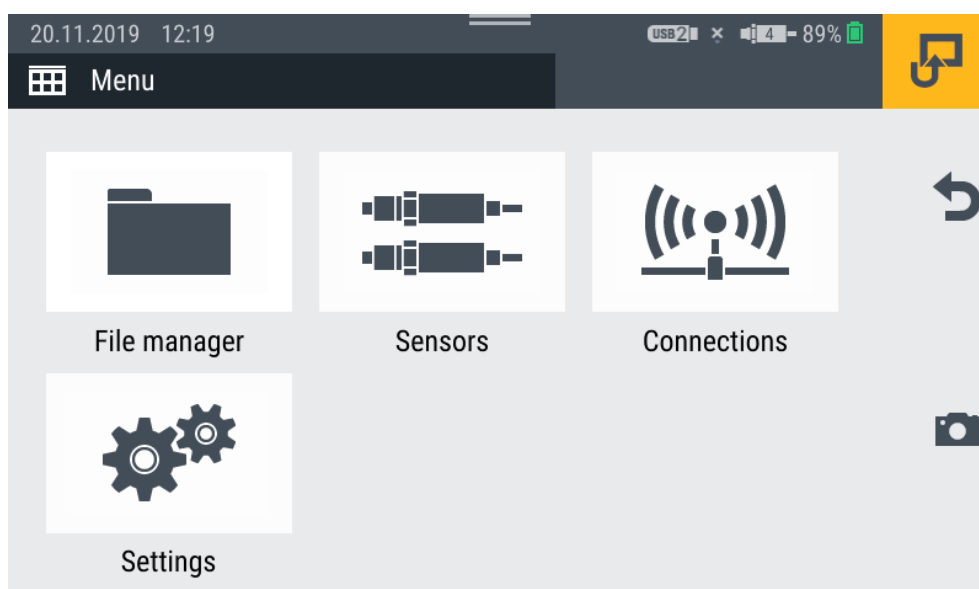 20.11.2019 12:19 USB2 4 89%
Menu
File manager Sensors Connections
Settings